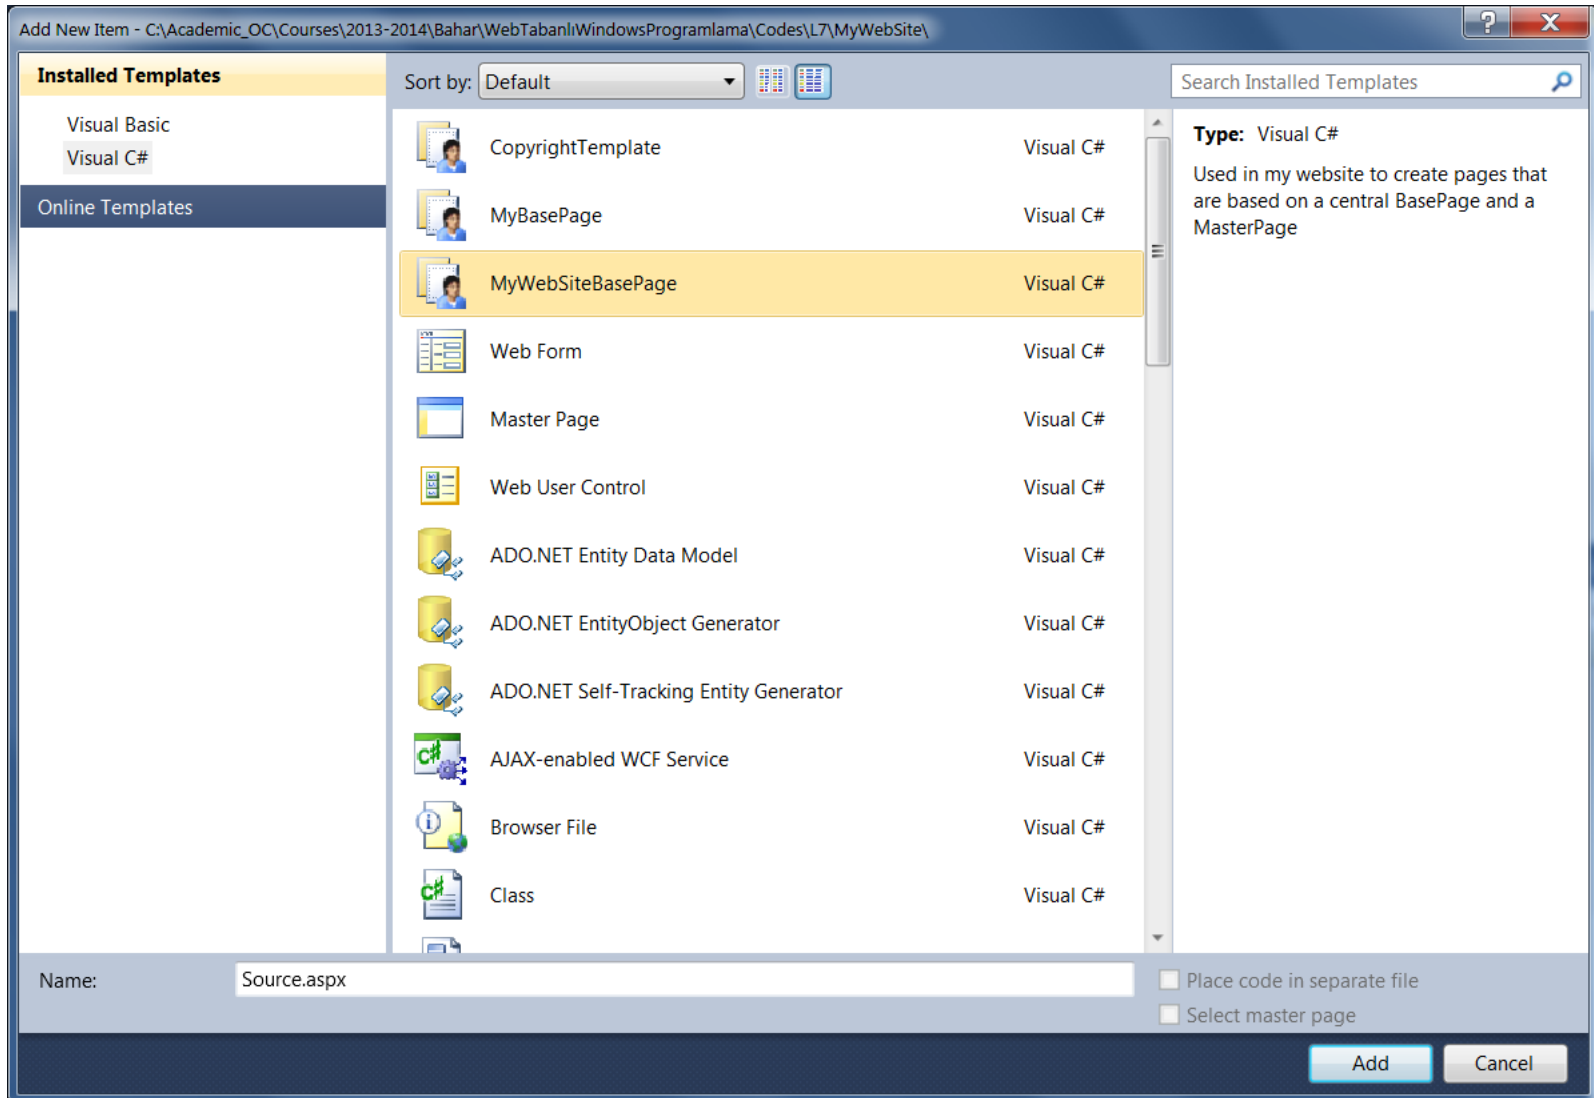 Add New Item - C:\Academic_OC\Courses\2013-2014\Bahar\WebTabanlıWindowsProgramlama\Codes\L7\MyWebSite\
Installed Templates
Visual Basic
Visual C#
Online Templates
Sort by: Default
Search Installed Templates
CopyrightTemplate Visual C#
MyBasePage Visual C#
MyWebSiteBasePage Visual C#
Web Form Visual C#
Master Page Visual C#
Web User Control Visual C#
ADO.NET Entity Data Model Visual C#
ADO.NET EntityObject Generator Visual C#
ADO.NET Self-Tracking Entity Generator Visual C#
AJAX-enabled WCF Service Visual C#
Browser File Visual C#
Class Visual C#
Type: Visual C#
Used in my website to create pages that
are based on a central BasePage and a
MasterPage
Name: Source.aspx
Place code in separate file
Select master page
Add Cancel